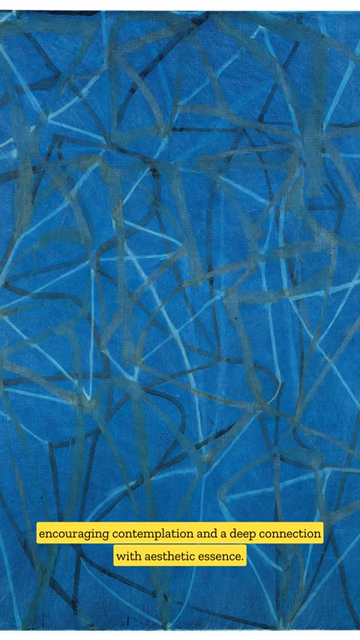 encouraging contemplation and a deep connection
with aesthetic essence.